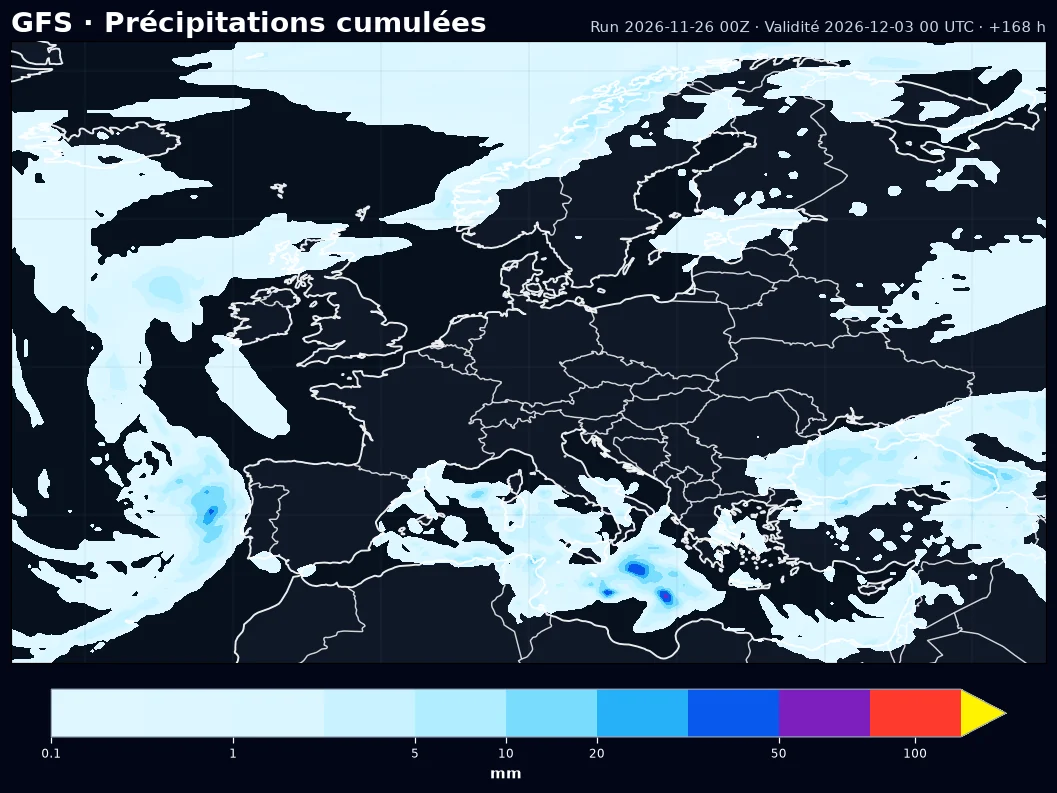 GFS · Précipitations cumulées
Run 2026-11-26 00Z · Validité 2026-12-03 00 UTC · +168 h
0.1 1 5 10 20 50 100
mm